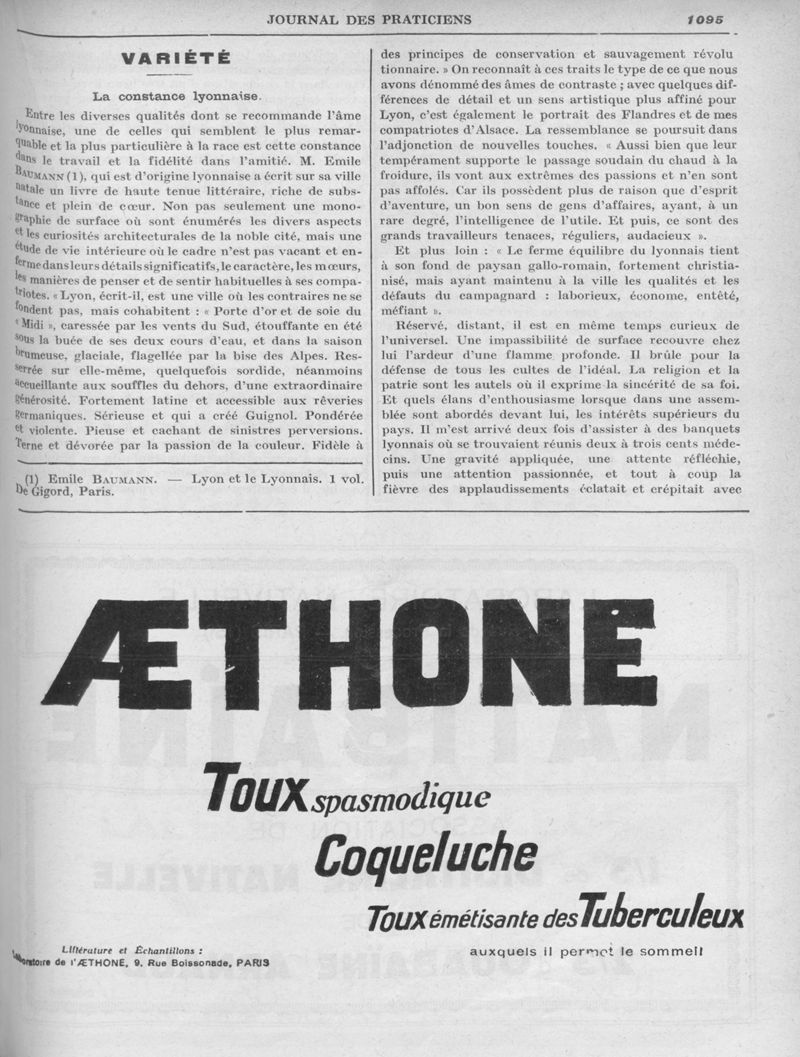 JOURNAL DES PRATICIENS 1095
VARIÉTÉ
La constance lyonnaise.
Entre les diverses qualités dont se recommande l'âme
lyonnaise, une de celles qui semblent le plus remar-
quable et la plus particulière à la race est cette constance
dans le travail et la fidélité dans l'amitié. M. Emile
BAUMANN (1), qui est d'origine lyonnaise a écrit sur sa ville
natale un livre de haute tenue littéraire, riche de subs-
tance et plein de cœur. Non pas seulement une mono-
graphie de surface où sont énumérés les divers aspects
et les curiosités architecturales de la noble cité, mais une
étude de vie intérieure où le cadre n'est pas vacant et en-
ferme dans leurs détails significatifs, le caractère, les mœurs,
les manières de penser et de sentir habituelles à ses compa-
triotes. « Lyon, écrit-il, est une ville où les contraires ne se
fondent pas, mais cohabitent : « Porte d'or et de soie du
« Midi », caressée par les vents du Sud, étouffante en été
sous la buée de ses deux cours d'eau, et dans la saison
brumeuse, glaciale, flagellée par la bise des Alpes. Res-
serrée sur elle-même, quelquefois sordide, néanmoins
accueillante aux souffles du dehors, d'une extraordinaire
générosité. Fortement latine et accessible aux rêveries
germaniques. Sérieuse et qui a créé Guignol. Pondérée
et violente. Pieuse et cachant de sinistres perversions.
Terne et dévorée par la passion de la couleur. Fidèle à
(1) Emile BAUMANN. — Lyon et le Lyonnais. 1 vol.
De Gigord, Paris.
des principes de conservation et sauvagement révolu
tionnaire. » On reconnaît à ces traits le type de ce que nous
avons dénommé des âmes de contraste ; avec quelques dif-
férences de détail et un sens artistique plus affiné pour
Lyon, c'est également le portrait des Flandres et de mes
compatriotes d'Alsace. La ressemblance se poursuit dans
l'adjonction de nouvelles touches. « Aussi bien que leur
tempérament supporte le passage soudain du chaud à la
froidure, ils vont aux extrêmes des passions et n'en sont
pas affolés. Car ils possèdent plus de raison que d'esprit
d'aventure, un bon sens de gens d'affaires, ayant, à un
rare degré, l'intelligence de l'utile. Et puis, ce sont des
grands travailleurs tenaces, réguliers, audacieux ».
Et plus loin : « Le ferme équilibre du lyonnais tient
à son fond de paysan gallo-romain, fortement christia-
nisé, mais ayant maintenu à la ville les qualités et les
défauts du campagnard : laborieux, économe, entêté,
méfiant ».
Réservé, distant, il est en même temps curieux de
l'universel. Une impassibilité de surface recouvre chez
lui l'ardeur d'une flamme profonde. Il brûle pour la
défense de tous les cultes de l'idéal. La religion et la
patrie sont les autels où il exprime la sincérité de sa foi.
Et quels élans d'enthousiasme lorsque dans une assem-
blée sont abordés devant lui, les intérêts supérieurs du
pays. Il m'est arrivé deux fois d'assister à des banquets
lyonnais où se trouvaient réunis deux à trois cents méde-
cins. Une gravité appliquée, une attente réfléchie,
puis une attention passionnée, et tout à coup la
fièvre des applaudissements éclatait et crépitait avec
ÆTHONE
Toux spasmodique
Coqueluche
Toux émétisante des Tuberculeux
auxquels il permet le sommeil
Littérature et Échantillons :
Laboratoire de l'ÆTHONE, 9, Rue Boissonade, PARIS